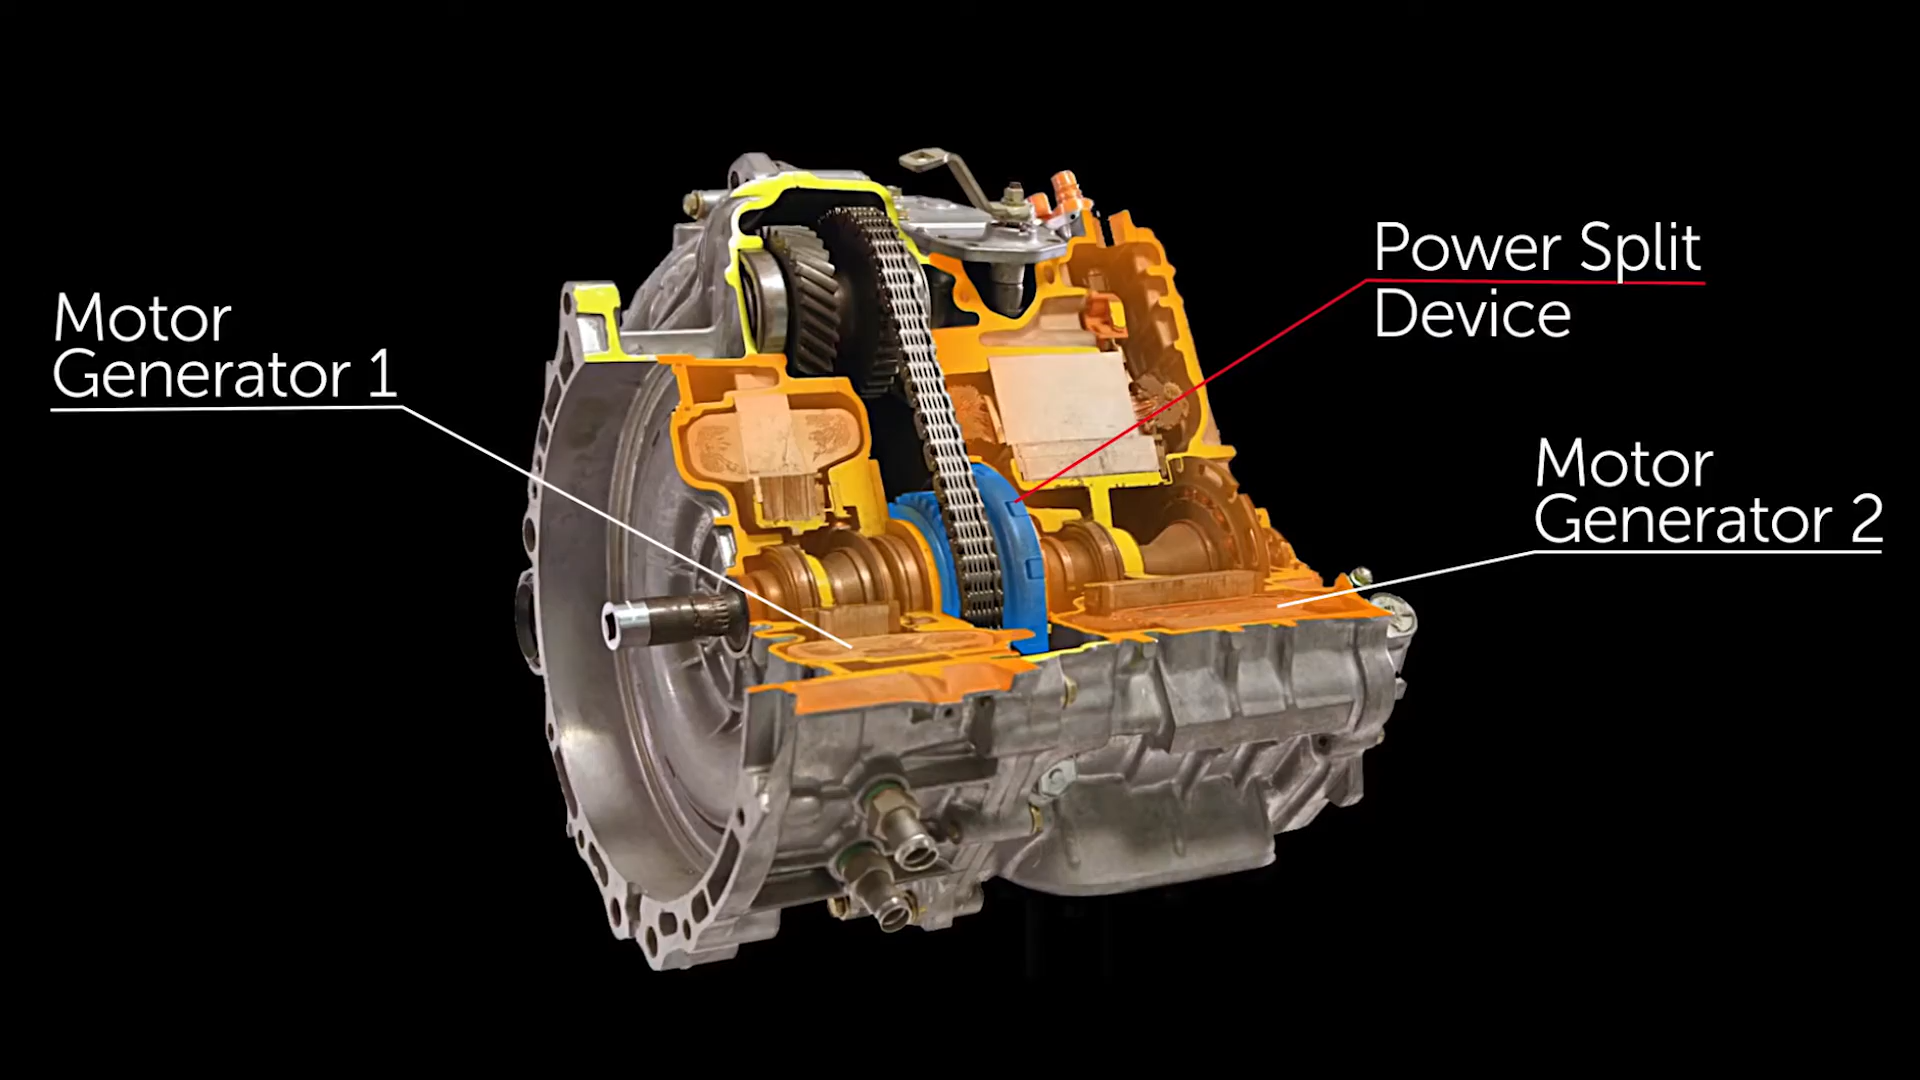 Motor
Generator 1
Power Split
Device
Motor
Generator 2